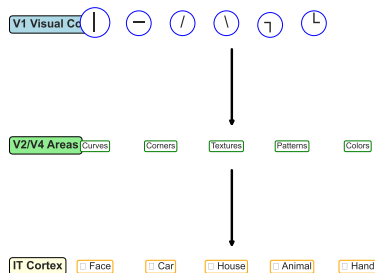 V1 Visual Co
V2/V4 Areas Curves Corners Textures Patterns Colors
IT Cortex Face Car House Animal Hand